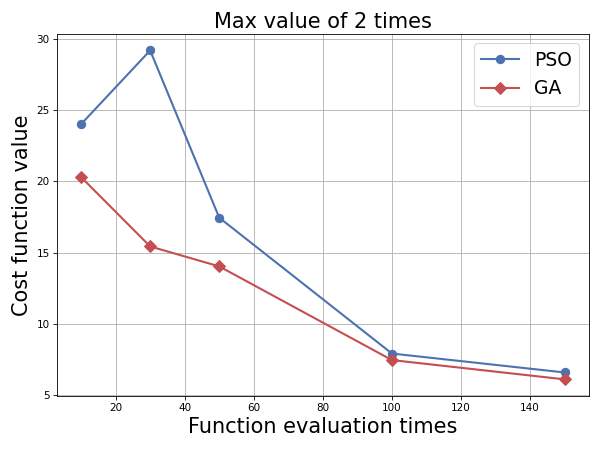 Max value of 2 times
PSO
GA
Cost function value
30
25
20
15
10
5
20 40 60 80 100 120 140
Function evaluation times